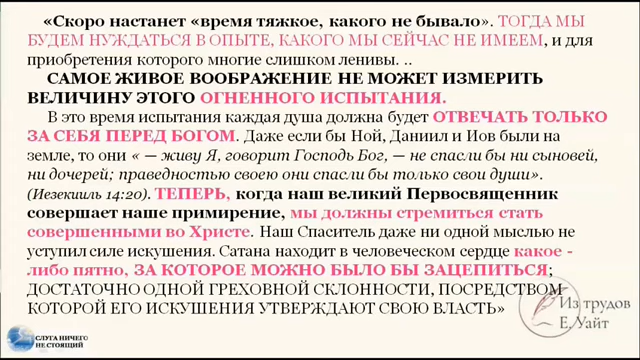 «Скоро настанет «время тяжкое, какого не бывало». ТОГДА МЫ
БУДЕМ НУЖДАТЬСЯ В ОПЫТЕ, КАКОГО МЫ СЕЙЧАС НЕ ИМЕЕМ, и для
приобретения которого многие слишком ленивы. ..
САМОЕ ЖИВОЕ ВООБРАЖЕНИЕ НЕ МОЖЕТ ИЗМЕРИТЬ
ВЕЛИЧИНУ ЭТОГО ОГНЕННОГО ИСПЫТАНИЯ.
В это время испытания каждая душа должна будет ОТВЕЧАТЬ ТОЛЬКО
ЗА СЕБЯ ПЕРЕД БОГОМ. Даже если бы Ной, Даниил и Иов были на
земле, то они « — живу Я, говорит Господь Бог, — не спасли бы ни сыновей,
ни дочерей; праведностью своею они спасли бы только свои души».
(Иезекииль 14:20). ТЕПЕРЬ, когда наш великий Первосвященник
совершает наше примирение, мы должны стремиться стать
совершенными во Христе. Наш Спаситель даже ни одной мыслью не
уступил силе искушения. Сатана находит в человеческом сердце какое -
либо пятно, ЗА КОТОРОЕ МОЖНО БЫЛО БЫ ЗАЦЕПИТЬСЯ;
ДОСТАТОЧНО ОДНОЙ ГРЕХОВНОЙ СКЛОННОСТИ, ПОСРЕДСТВОМ
КОТОРОЙ ЕГО ИСКУШЕНИЯ УТВЕРЖДАЮТ СВОЮ ВЛАСТЬ»
Из трудов
Е. Уайт
СЛУГА НИЧЕГО
НЕ СТОЯЩИЙ